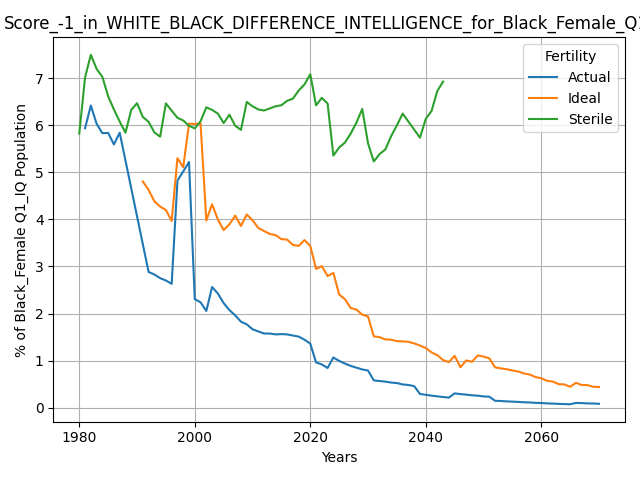 Score_-1_in_WHITE_BLACK_DIFFERENCE_INTELLIGENCE_for_Black_Female_Q1
Fertility
Actual
Ideal
Sterile
% of Black_Female Q1_IQ Population
7
6
5
4
3
2
1
0
1980 2000 2020 2040 2060
Years